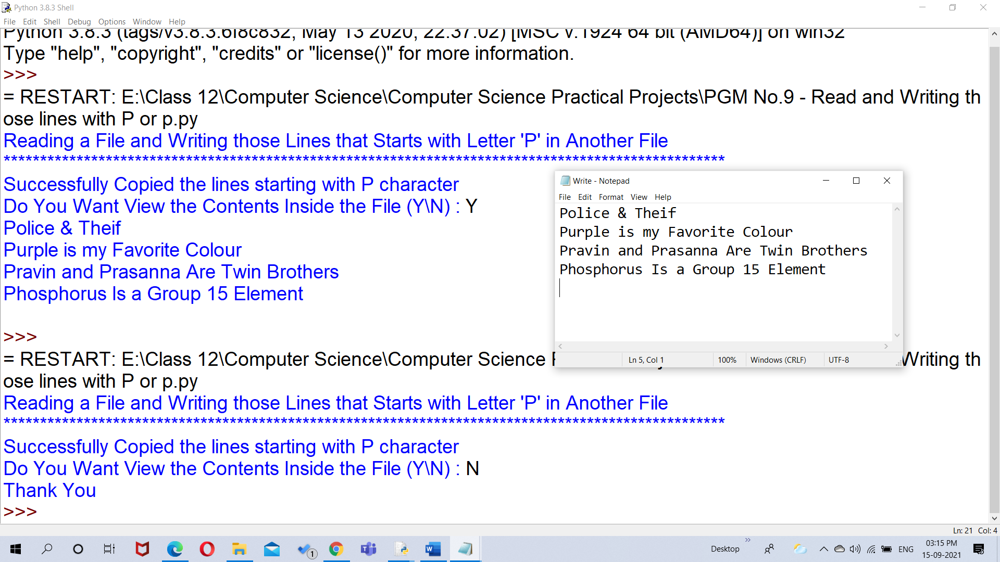 Python 3.8.3 Shell
File Edit Shell Debug Options Window Help
Python 3.8.3 (tags/v3.8.3:6f8c832, May 13 2020, 22:37:02) [MSC v.1924 64 bit (AMD64)] on win32
Type "help", "copyright", "credits" or "license()" for more information.
>>>
= RESTART: E:\Class 12\Computer Science\Computer Science Practical Projects\PGM No.9 - Read and Writing th
ose lines with P or p.py
Reading a File and Writing those Lines that Starts with Letter 'P' in Another File
***************************************************************************************************
Successfully Copied the lines starting with P character
Do You Want View the Contents Inside the File (Y\N) : Y
Police & Theif
Purple is my Favorite Colour
Pravin and Prasanna Are Twin Brothers
Phosphorus Is a Group 15 Element
>>>
= RESTART: E:\Class 12\Computer Science\Computer Science
Writing th
ose lines with P or p.py
Reading a File and Writing those Lines that Starts with Letter 'P' in Another File
***************************************************************************************************
Successfully Copied the lines starting with P character
Do You Want View the Contents Inside the File (Y\N) : N
Thank You
>>>
Ln: 21 Col: 4
Write - Notepad
File Edit Format View Help
Police & Theif
Purple is my Favorite Colour
Pravin and Prasanna Are Twin Brothers
Phosphorus Is a Group 15 Element
Ln 5, Col 1 100% Windows (CRLF) UTF-8
1
Desktop
ENG
03:15 PM
15-09-2021